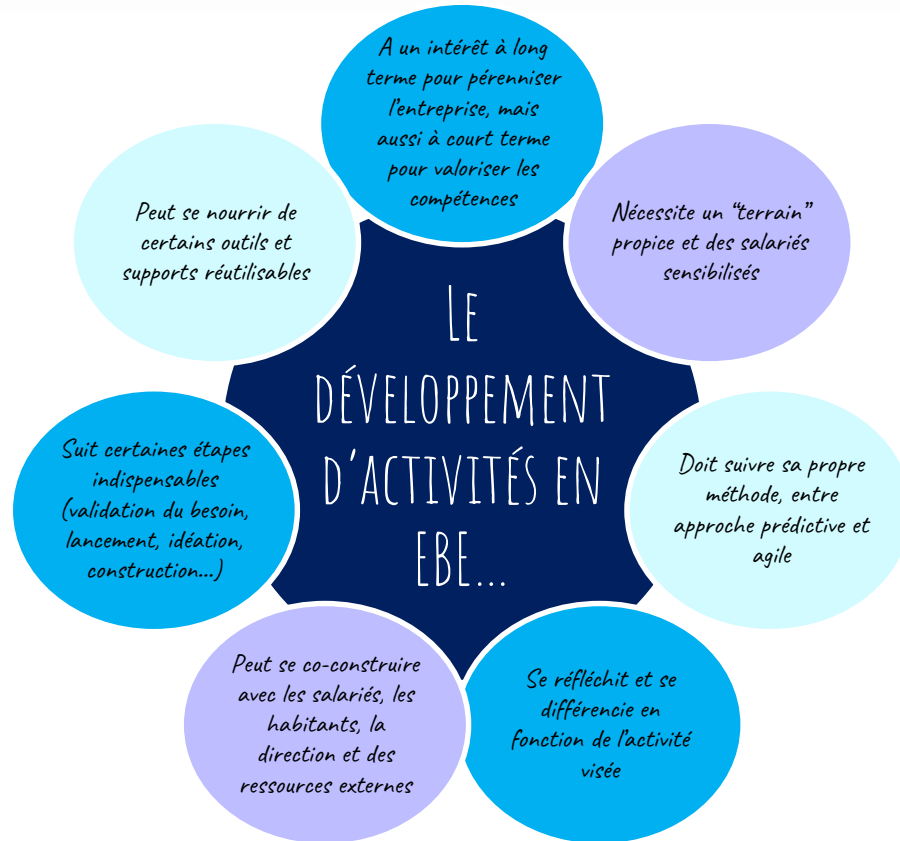 Le
développement
d'activités en
EBE...
A un intérêt à long
terme pour pérenniser
l'entreprise, mais
aussi à court terme
pour valoriser les
compétences
Nécessite un “terrain”
propice et des salariés
sensibilisés
Doit suivre sa propre
méthode, entre
approche prédictive et
agile
Se réfléchit et se
différencie en
fonction de l'activité
visée
Peut se co-construire
avec les salariés, les
habitants, la
direction et des
ressources externes
Suit certaines étapes
indispensables
(validation du besoin,
lancement, idéation,
construction...)
Peut se nourrir de
certains outils et
supports réutilisables